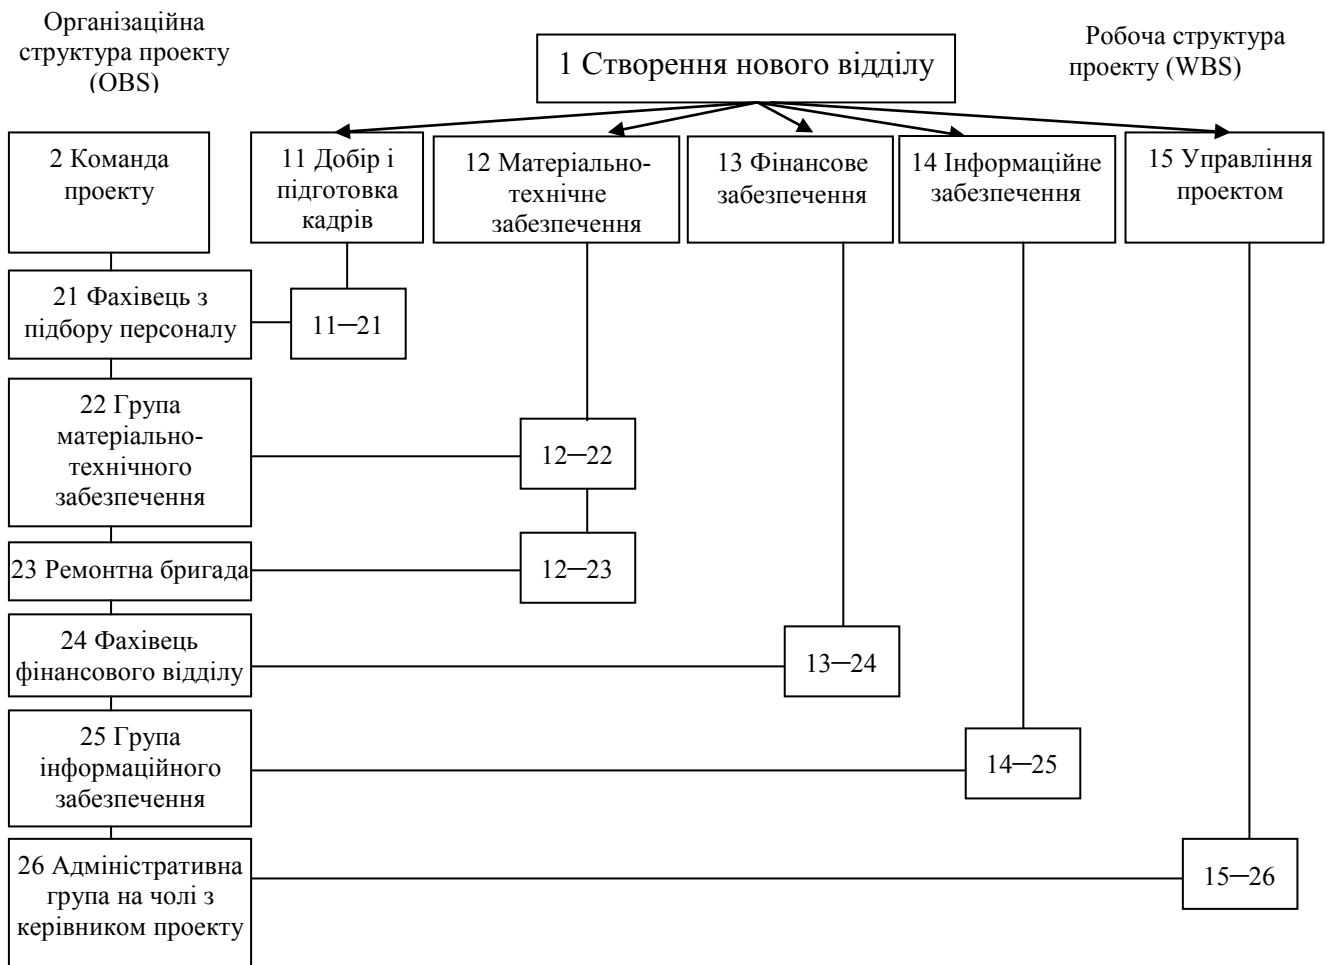 Організаційна
структура проекту
(OBS)
1 Створення нового відділу
Робоча структура
проекту (WBS)
2 Команда
проекту
11 Добір і
підготовка
кадрів
12 Матеріально-
технічне
забезпечення
13 Фінансове
забезпечення
14 Інформаційне
забезпечення
15 Управління
проектом
21 Фахівець з
підбору персоналу
11—21
22 Група
матеріально-
технічного
забезпечення
12—22
23 Ремонтна бригада
12—23
24 Фахівець
фінансового відділу
13—24
25 Група
інформаційного
забезпечення
14—25
26 Адміністративна
група на чолі з
керівником проекту
15—26